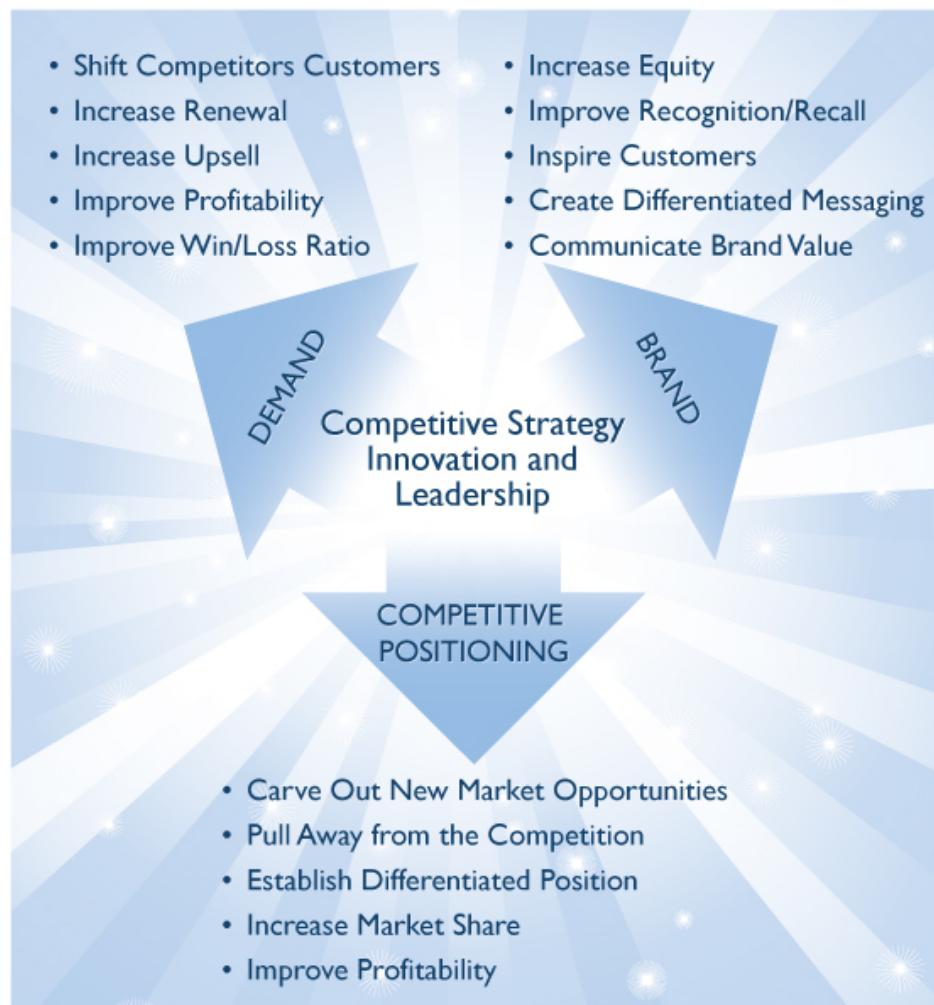 • Shift Competitors Customers
• Increase Renewal
• Increase Upsell
• Improve Profitability
• Improve Win/Loss Ratio
• Increase Equity
• Improve Recognition/Recall
• Inspire Customers
• Create Differentiated Messaging
• Communicate Brand Value
DEMAND
BRAND
Competitive Strategy
Innovation and
Leadership
COMPETITIVE
POSITIONING
• Carve Out New Market Opportunities
• Pull Away from the Competition
• Establish Differentiated Position
• Increase Market Share
• Improve Profitability